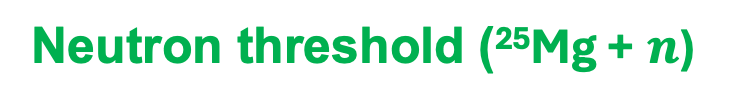 Neutron threshold (²⁵Mg + n)